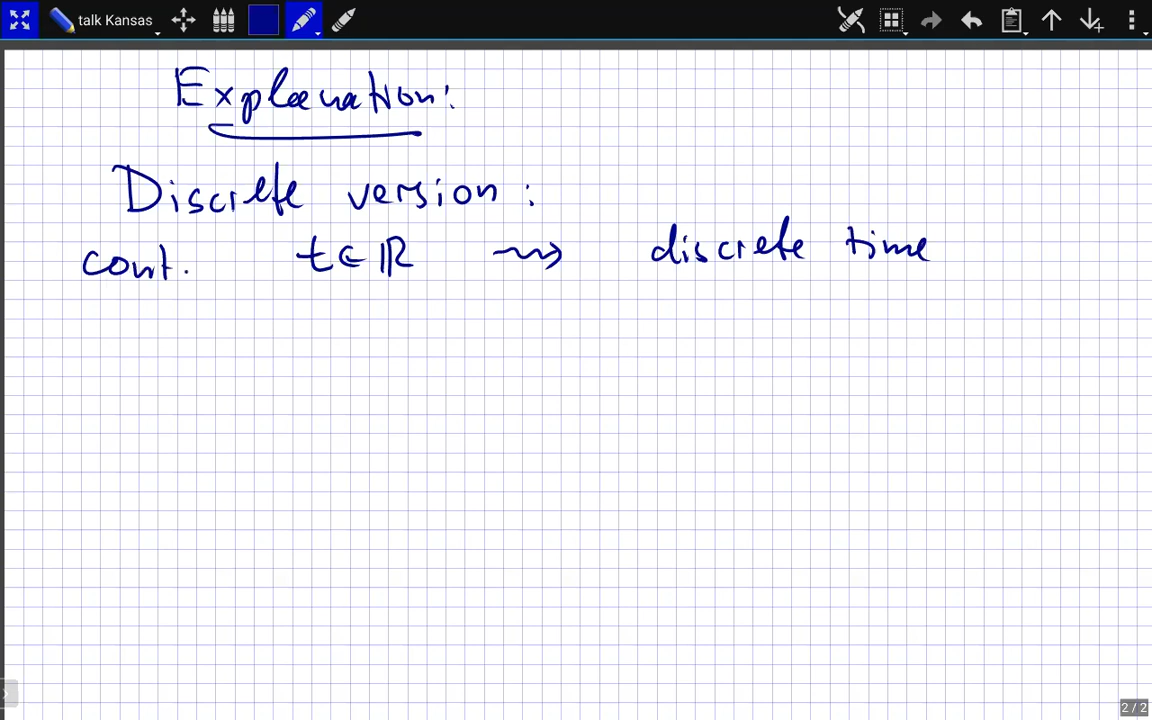 talk Kansas
Explanation:
Discrete version:
cont. t ∈ ℝ ⇝ discrete time
2 / 2